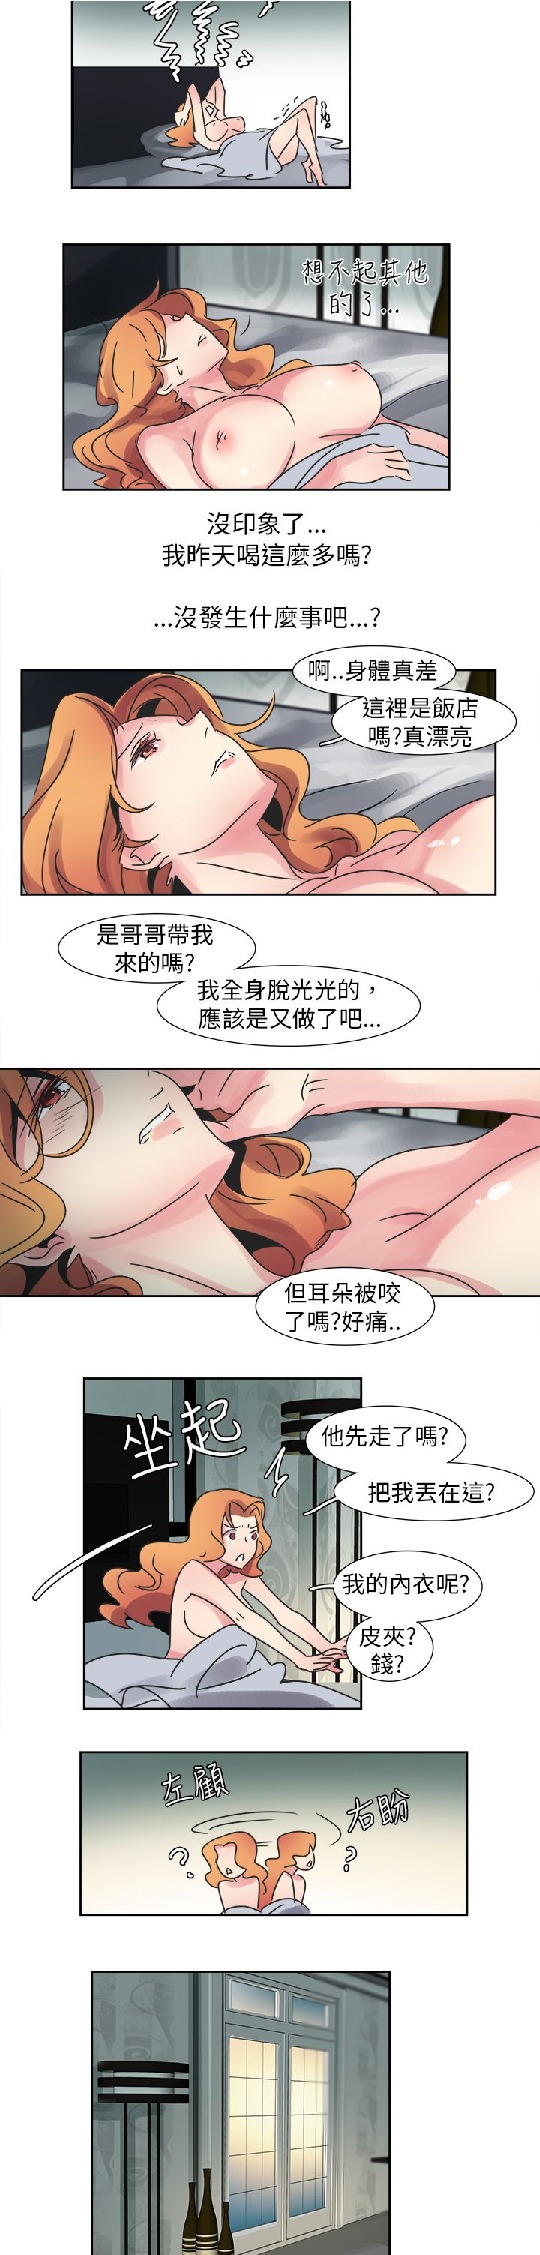 想不起其他
的了...
沒印象了...
我昨天喝這麼多嗎?
...沒發生什麼事吧...?
啊..身體真差
這裡是飯店
嗎?真漂亮
是哥哥帶我
來的嗎?
我全身脫光光的，
應該是又做了吧...
但耳朵被咬
了嗎?好痛..
坐起
他先走了嗎?
把我丟在這?
我的內衣呢?
皮夾?
錢?
左顧
右盼
?
?